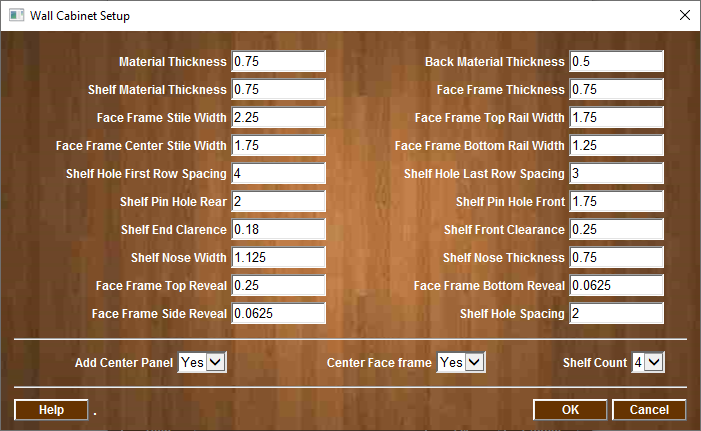 Wall Cabinet Setup
Material Thickness 0.75 Back Material Thickness 0.5
Shelf Material Thickness 0.75 Face Frame Thickness 0.75
Face Frame Stile Width 2.25 Face Frame Top Rail Width 1.75
Face Frame Center Stile Width 1.75 Face Frame Bottom Rail Width 1.25
Shelf Hole First Row Spacing 4 Shelf Hole Last Row Spacing 3
Shelf Pin Hole Rear 2 Shelf Pin Hole Front 1.75
Shelf End Clarence 0.18 Shelf Front Clearance 0.25
Shelf Nose Width 1.125 Shelf Nose Thickness 0.75
Face Frame Top Reveal 0.25 Face Frame Bottom Reveal 0.0625
Face Frame Side Reveal 0.0625 Shelf Hole Spacing 2
Add Center Panel Yes Center Face frame Yes Shelf Count 4
Help . OK Cancel